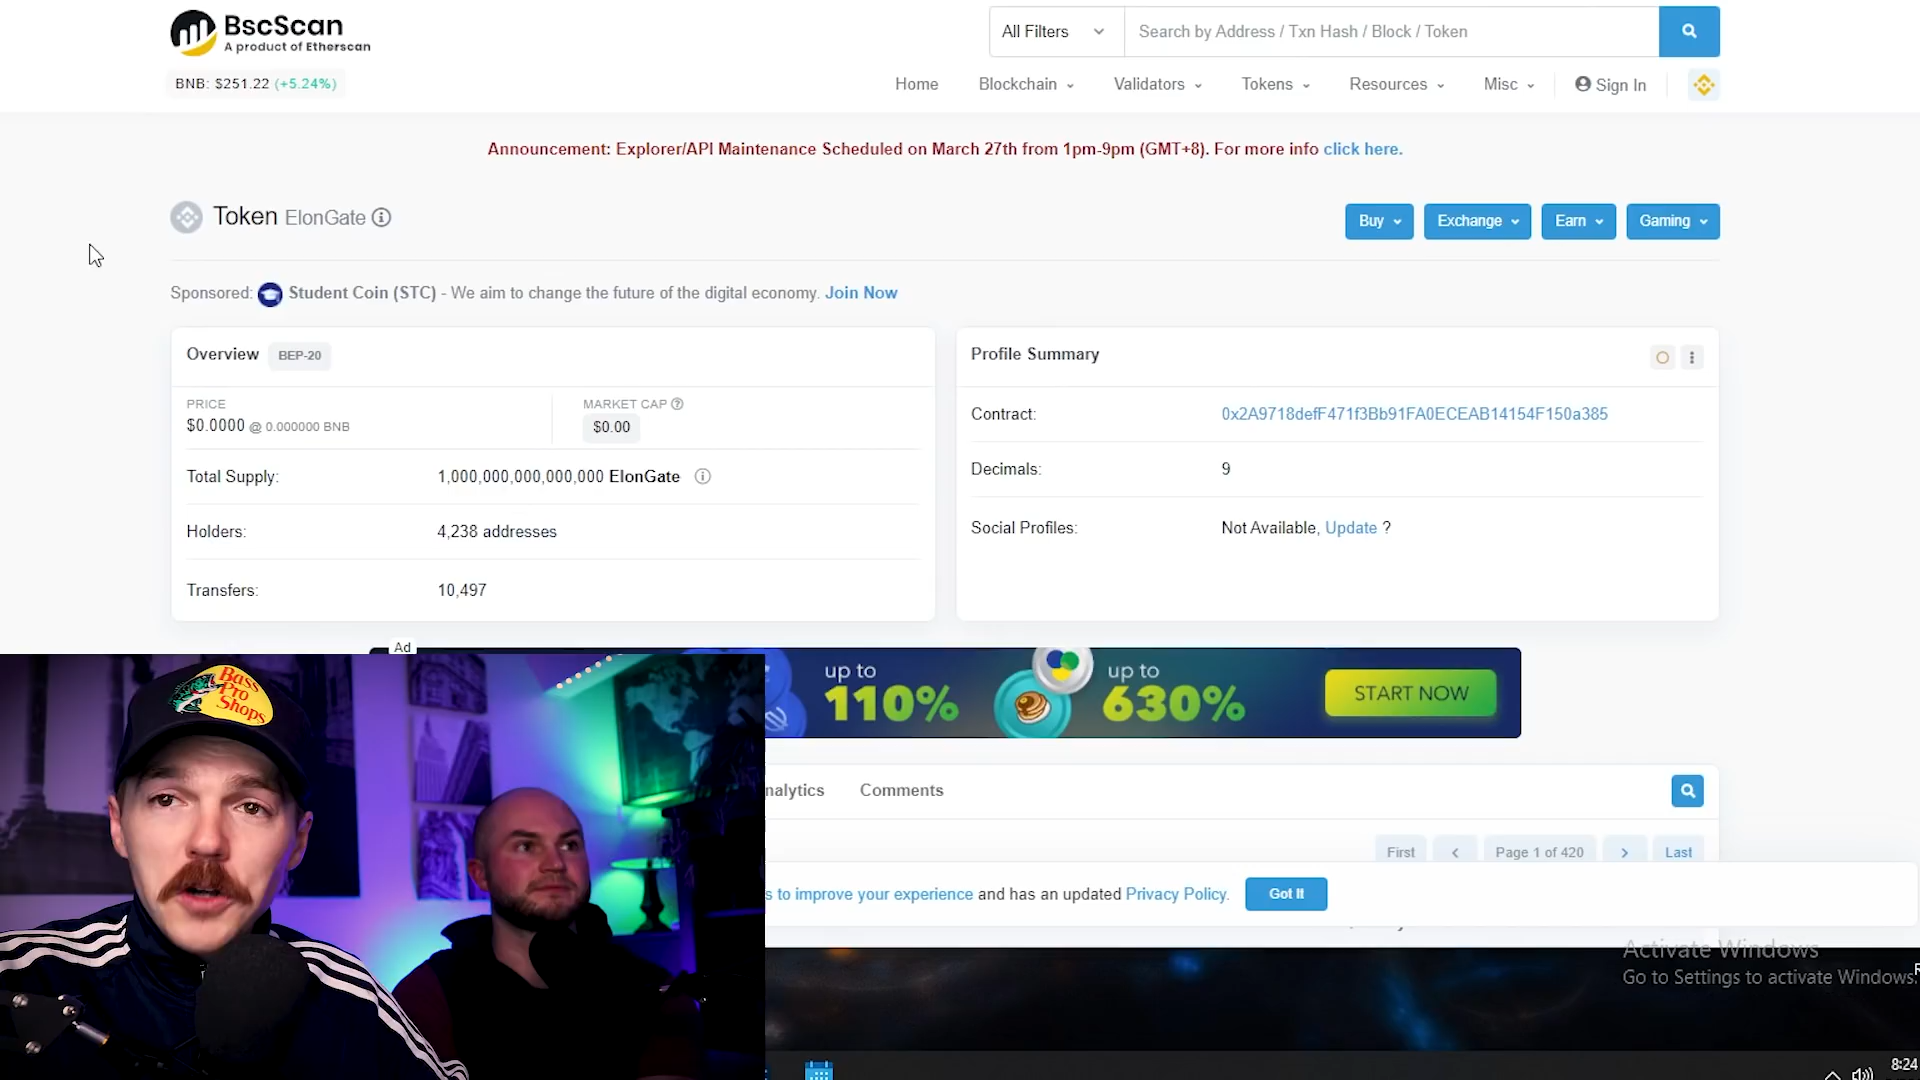 BscScan
A product of Etherscan
All Filters
Search by Address / Txn Hash / Block / Token
BNB: $251.22 (+5.24%)
Home Blockchain Validators Tokens Resources Misc Sign In
Announcement: Explorer/API Maintenance Scheduled on March 27th from 1pm-9pm (GMT+8). For more info click here.
Token ElonGate
Buy Exchange Earn Gaming
Sponsored: Student Coin (STC) - We aim to change the future of the digital economy. Join Now
Overview BEP-20
PRICE
$0.0000 @ 0.000000 BNB
MARKET CAP
$0.00
Total Supply: 1,000,000,000,000,000 ElonGate
Holders: 4,238 addresses
Transfers: 10,497
Profile Summary
Contract: 0x2A9718defF471f3Bb91FA0ECEAB14154F150a385
Decimals: 9
Social Profiles: Not Available, Update ?
Ad
up to
110%
up to
630%
START NOW
Bass
Pro
Shops
nalytics Comments
First Page 1 of 420 Last
s to improve your experience and has an updated Privacy Policy. Got It
Activate Windows
Go to Settings to activate Windows.
8:24